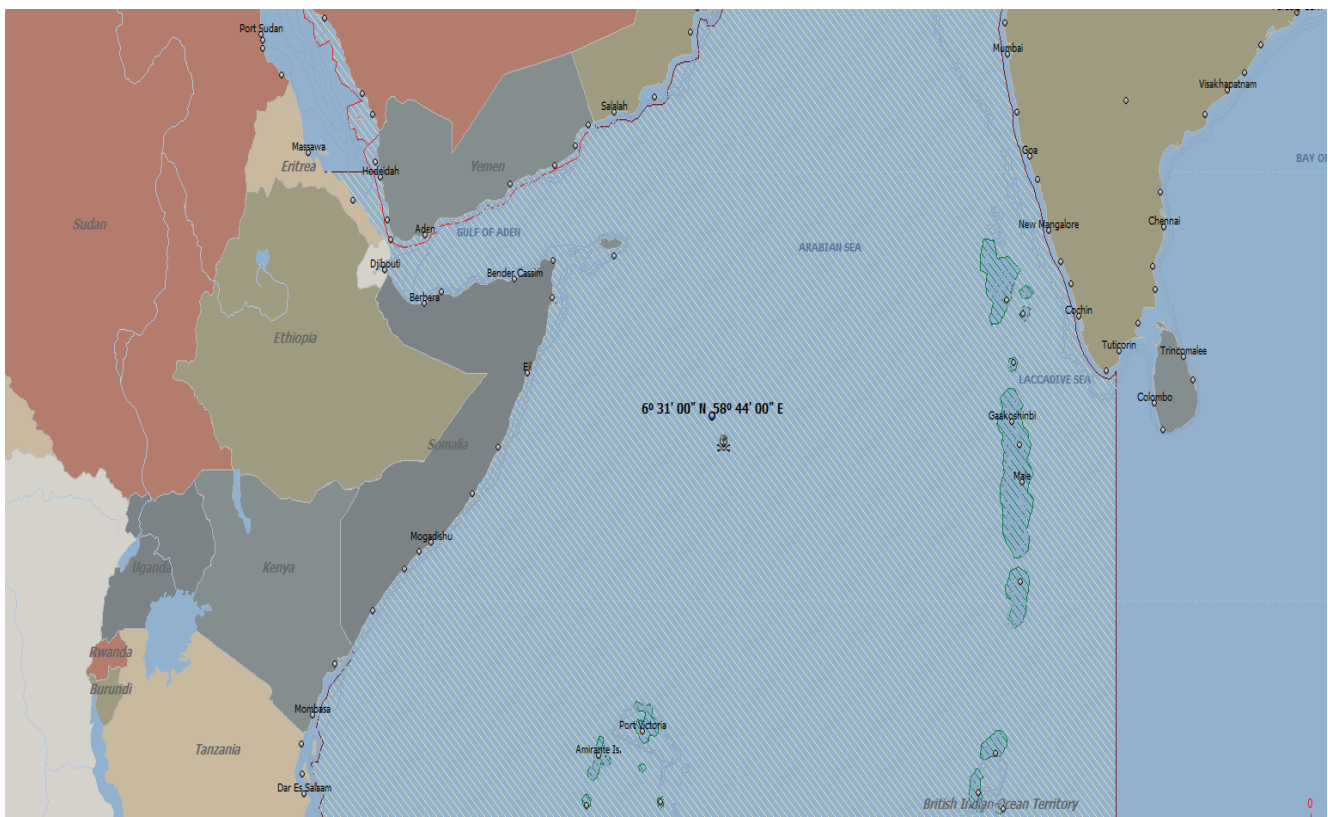 Port Sudan
Mumbai
Visakhapatnam
Salalah
Massawa
Eritrea
Hodeidah
Yemen
Goa
BAY OF
Sudan
Aden
GULF OF ADEN
ARABIAN SEA
New Mangalore
Chennai
Djibouti
Bender Cassim
Berbera
Cochin
Ethiopia
Tuticorin
Trincomalee
Eil
LACCADIVE SEA
Colombo
6º 31' 00" N 58º 44' 00" E
Gaakoshinbi
Somalia
Male
Mogadishu
Uganda
Kenya
Rwanda
Burundi
Mombasa
Port Victoria
Tanzania
Amirante Is.
Dar Es Salaam
British Indian Ocean Territory
0